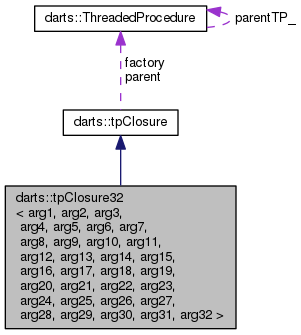 darts::ThreadedProcedure
parentTP_
factory
parent
darts::tpClosure
darts::tpClosure32
< arg1, arg2, arg3,
arg4, arg5, arg6, arg7,
arg8, arg9, arg10, arg11,
arg12, arg13, arg14, arg15,
arg16, arg17, arg18, arg19,
arg20, arg21, arg22, arg23,
arg24, arg25, arg26, arg27,
arg28, arg29, arg30, arg31, arg32 >